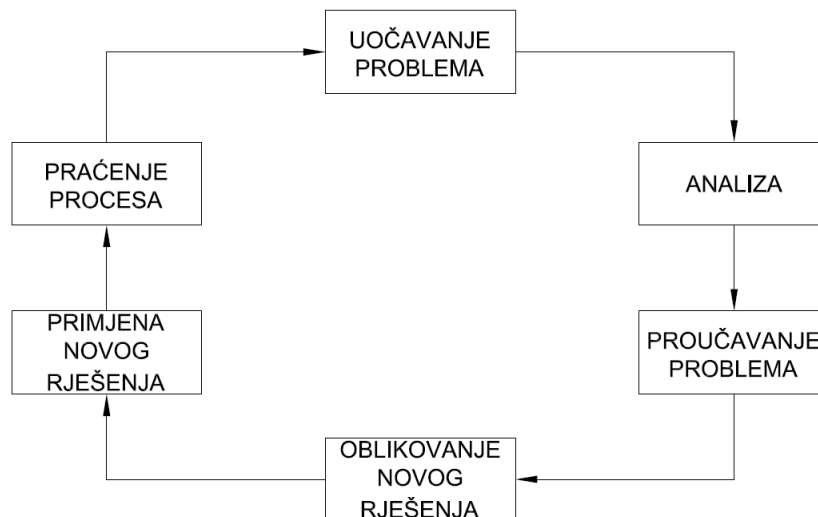 UOČAVANJE
PROBLEMA
ANALIZA
PROUČAVANJE
PROBLEMA
OBLIKOVANJE
NOVOG
RJEŠENJA
PRIMJENA
NOVOG
RJEŠENJA
PRAĆENJE
PROCESA